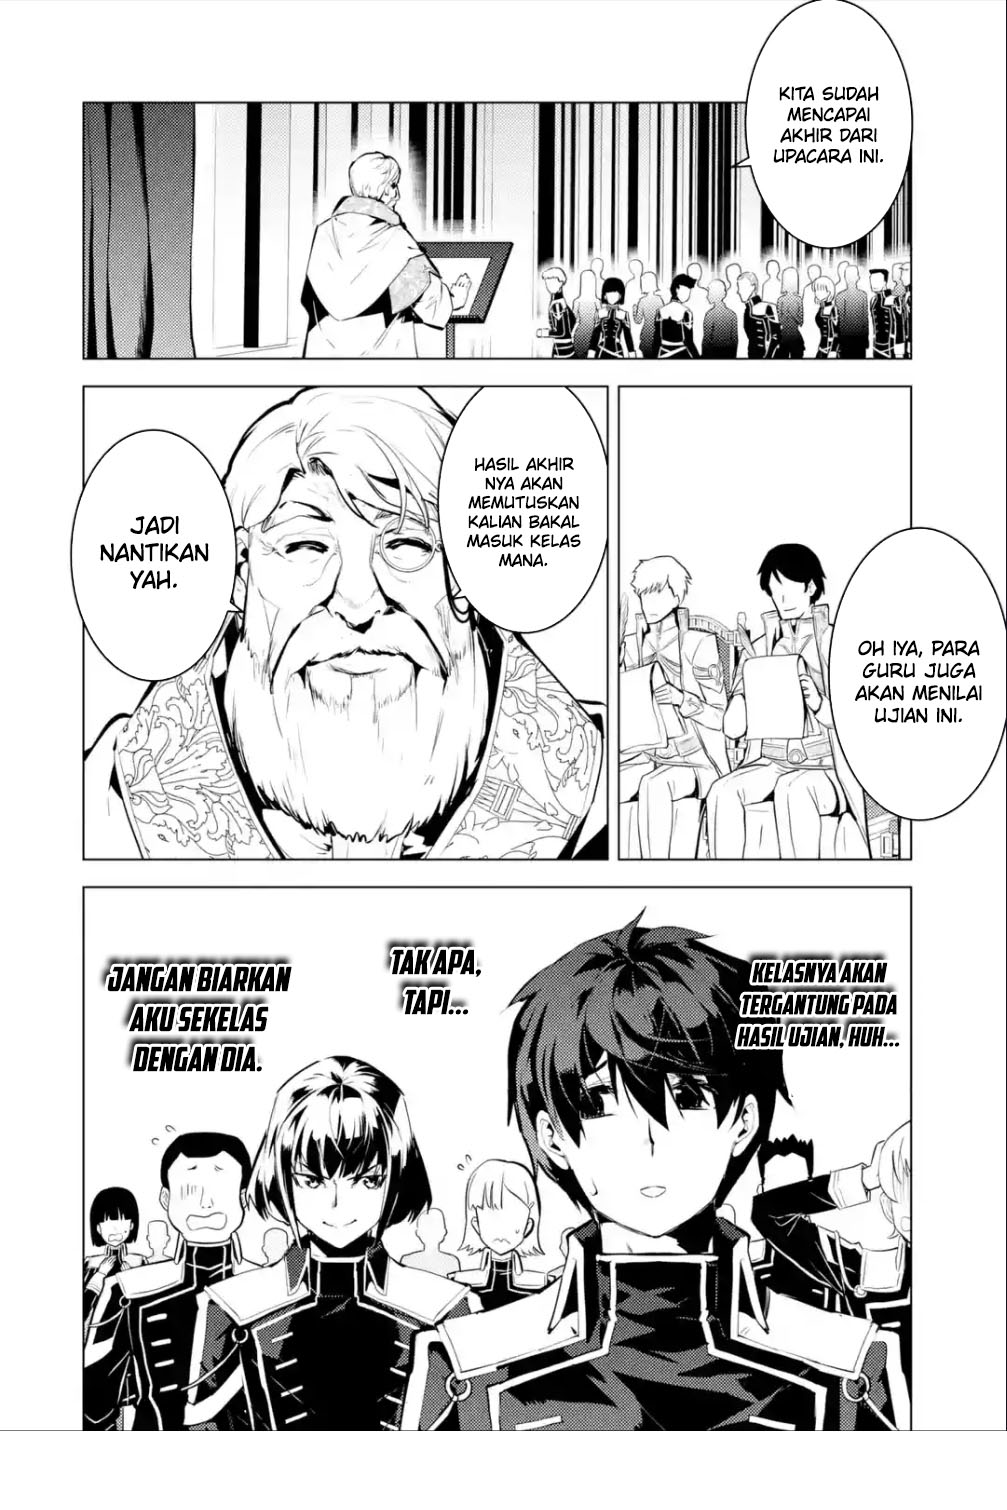 KITA SUDAH
MENCAPAI
AKHIR DARI
UPACARA INI.
OH IYA, PARA
GURU JUGA
AKAN MENILAI
UJIAN INI.
HASIL AKHIR
NYA AKAN
MEMUTUSKAN
KALIAN BAKAL
MASUK KELAS
MANA.
JADI
NANTIKAN
YAH.
KELASNYA AKAN
TERGANTUNG PADA
HASIL UJIAN, HUH...
TAK APA,
TAPI...
JANGAN BIARKAN
AKU SEKELAS
DENGAN DIA.